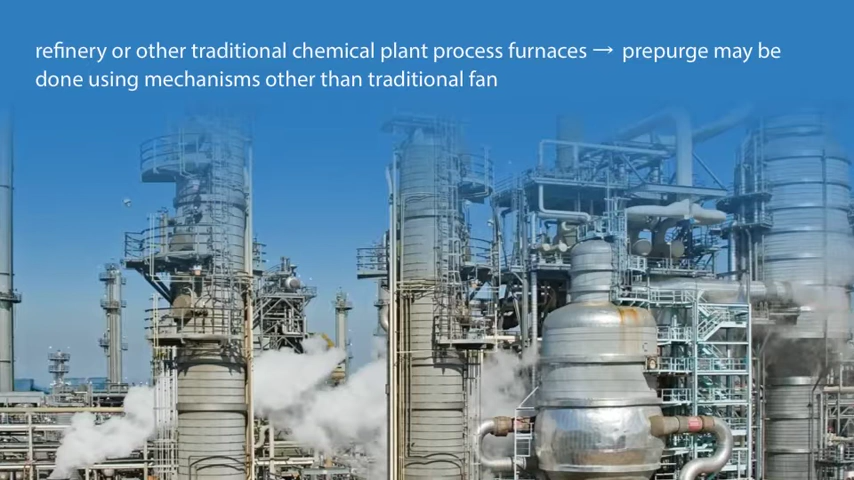 refinery or other traditional chemical plant process furnaces → prepurge may be
done using mechanisms other than traditional fan